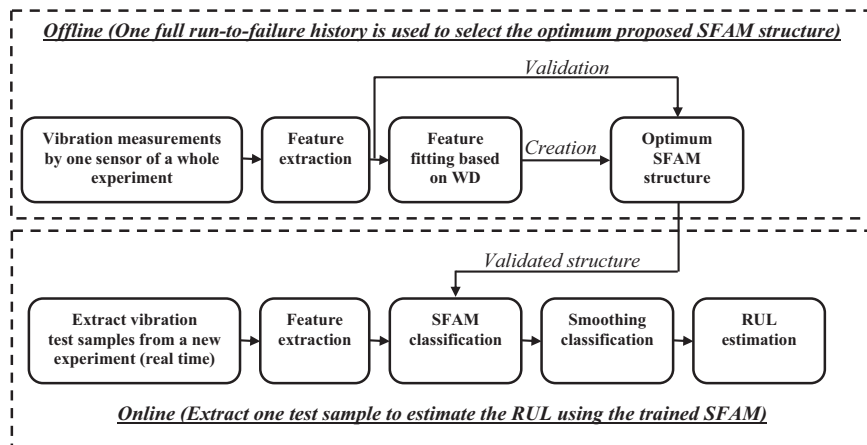 Offline (One full run-to-failure history is used to select the optimum proposed SFAM structure)
Validation
Vibration measurements
by one sensor of a whole
experiment
Feature
extraction
Feature
fitting based
on WD
Creation
Optimum
SFAM
structure
Validated structure
Extract vibration
test samples from a new
experiment (real time)
Feature
extraction
SFAM
classification
Smoothing
classification
RUL
estimation
Online (Extract one test sample to estimate the RUL using the trained SFAM)